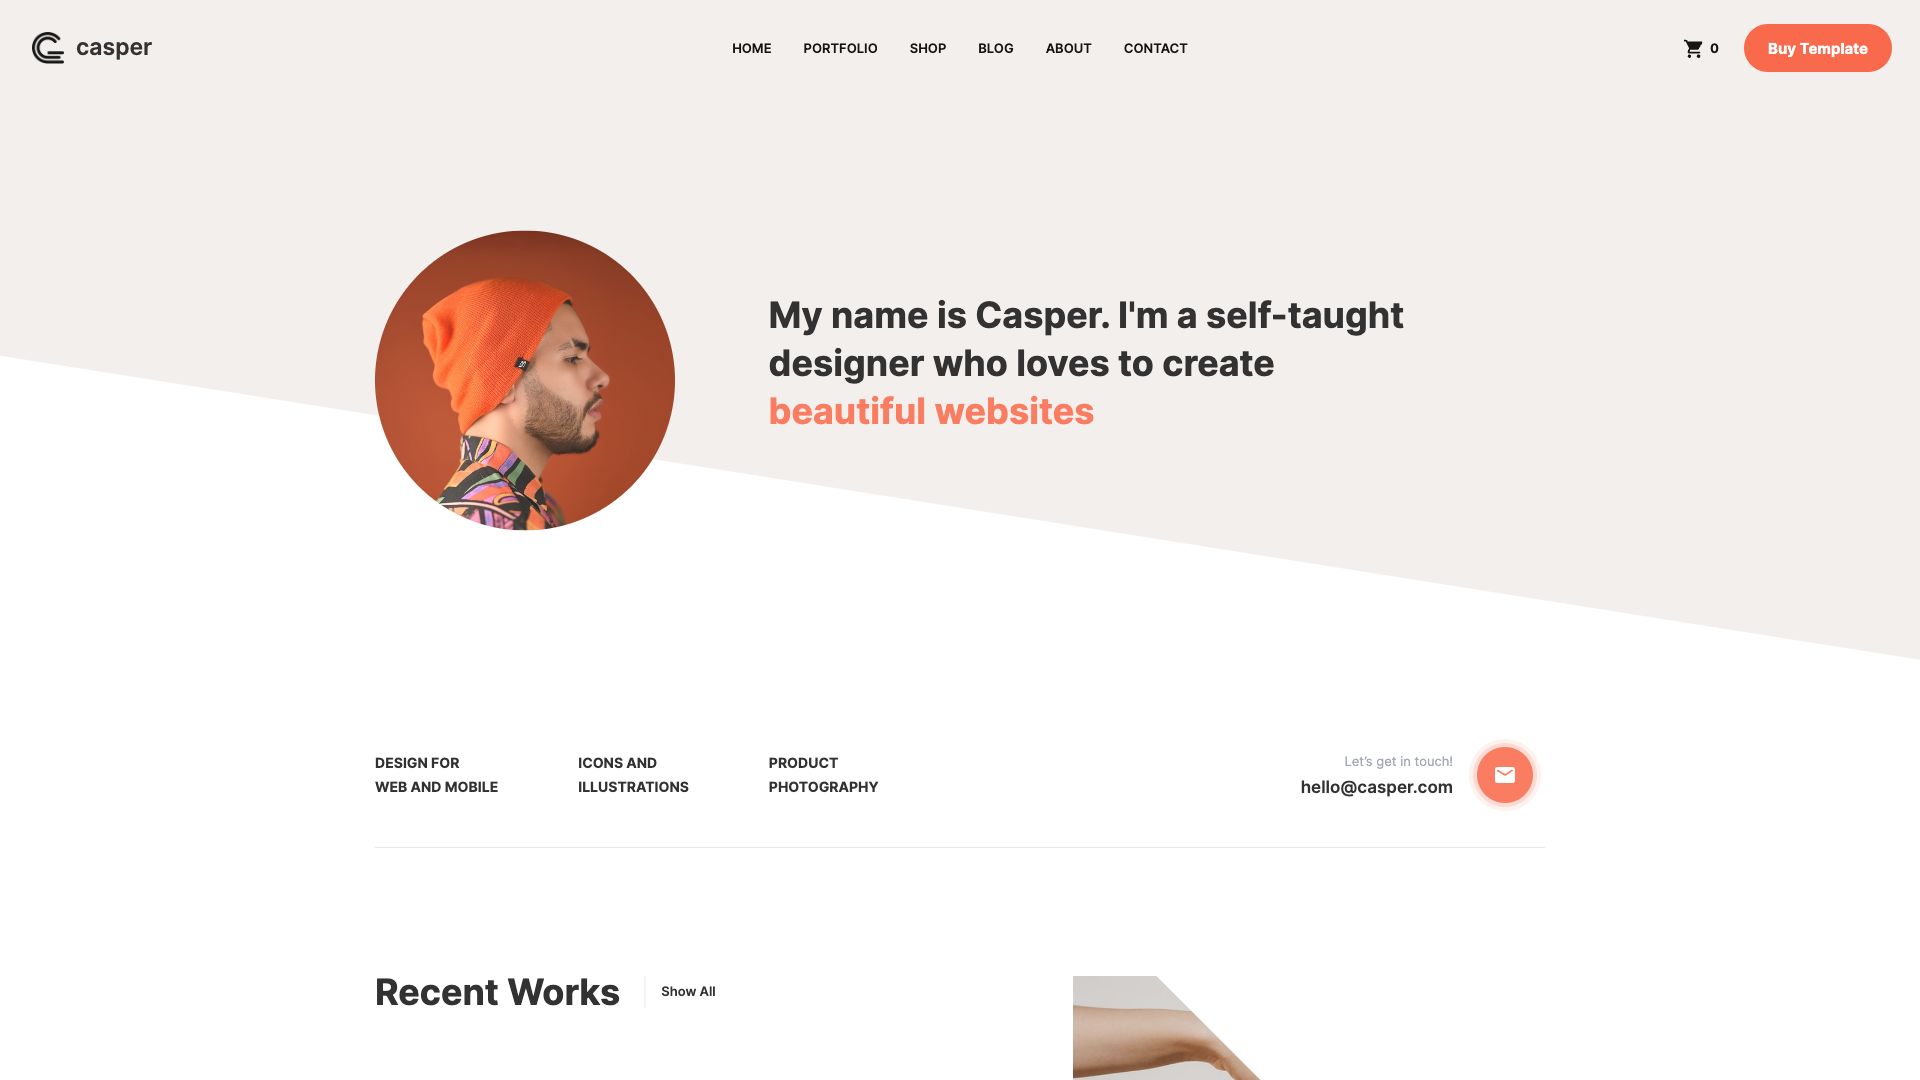 casper
HOME
PORTFOLIO
SHOP
BLOG
ABOUT
CONTACT
0
Buy Template
My name is Casper. I'm a self-taught
designer who loves to create
beautiful websites
DESIGN FOR
WEB AND MOBILE
ICONS AND
ILLUSTRATIONS
PRODUCT
PHOTOGRAPHY
Let's get in touch!
hello@casper.com
Recent Works
Show All